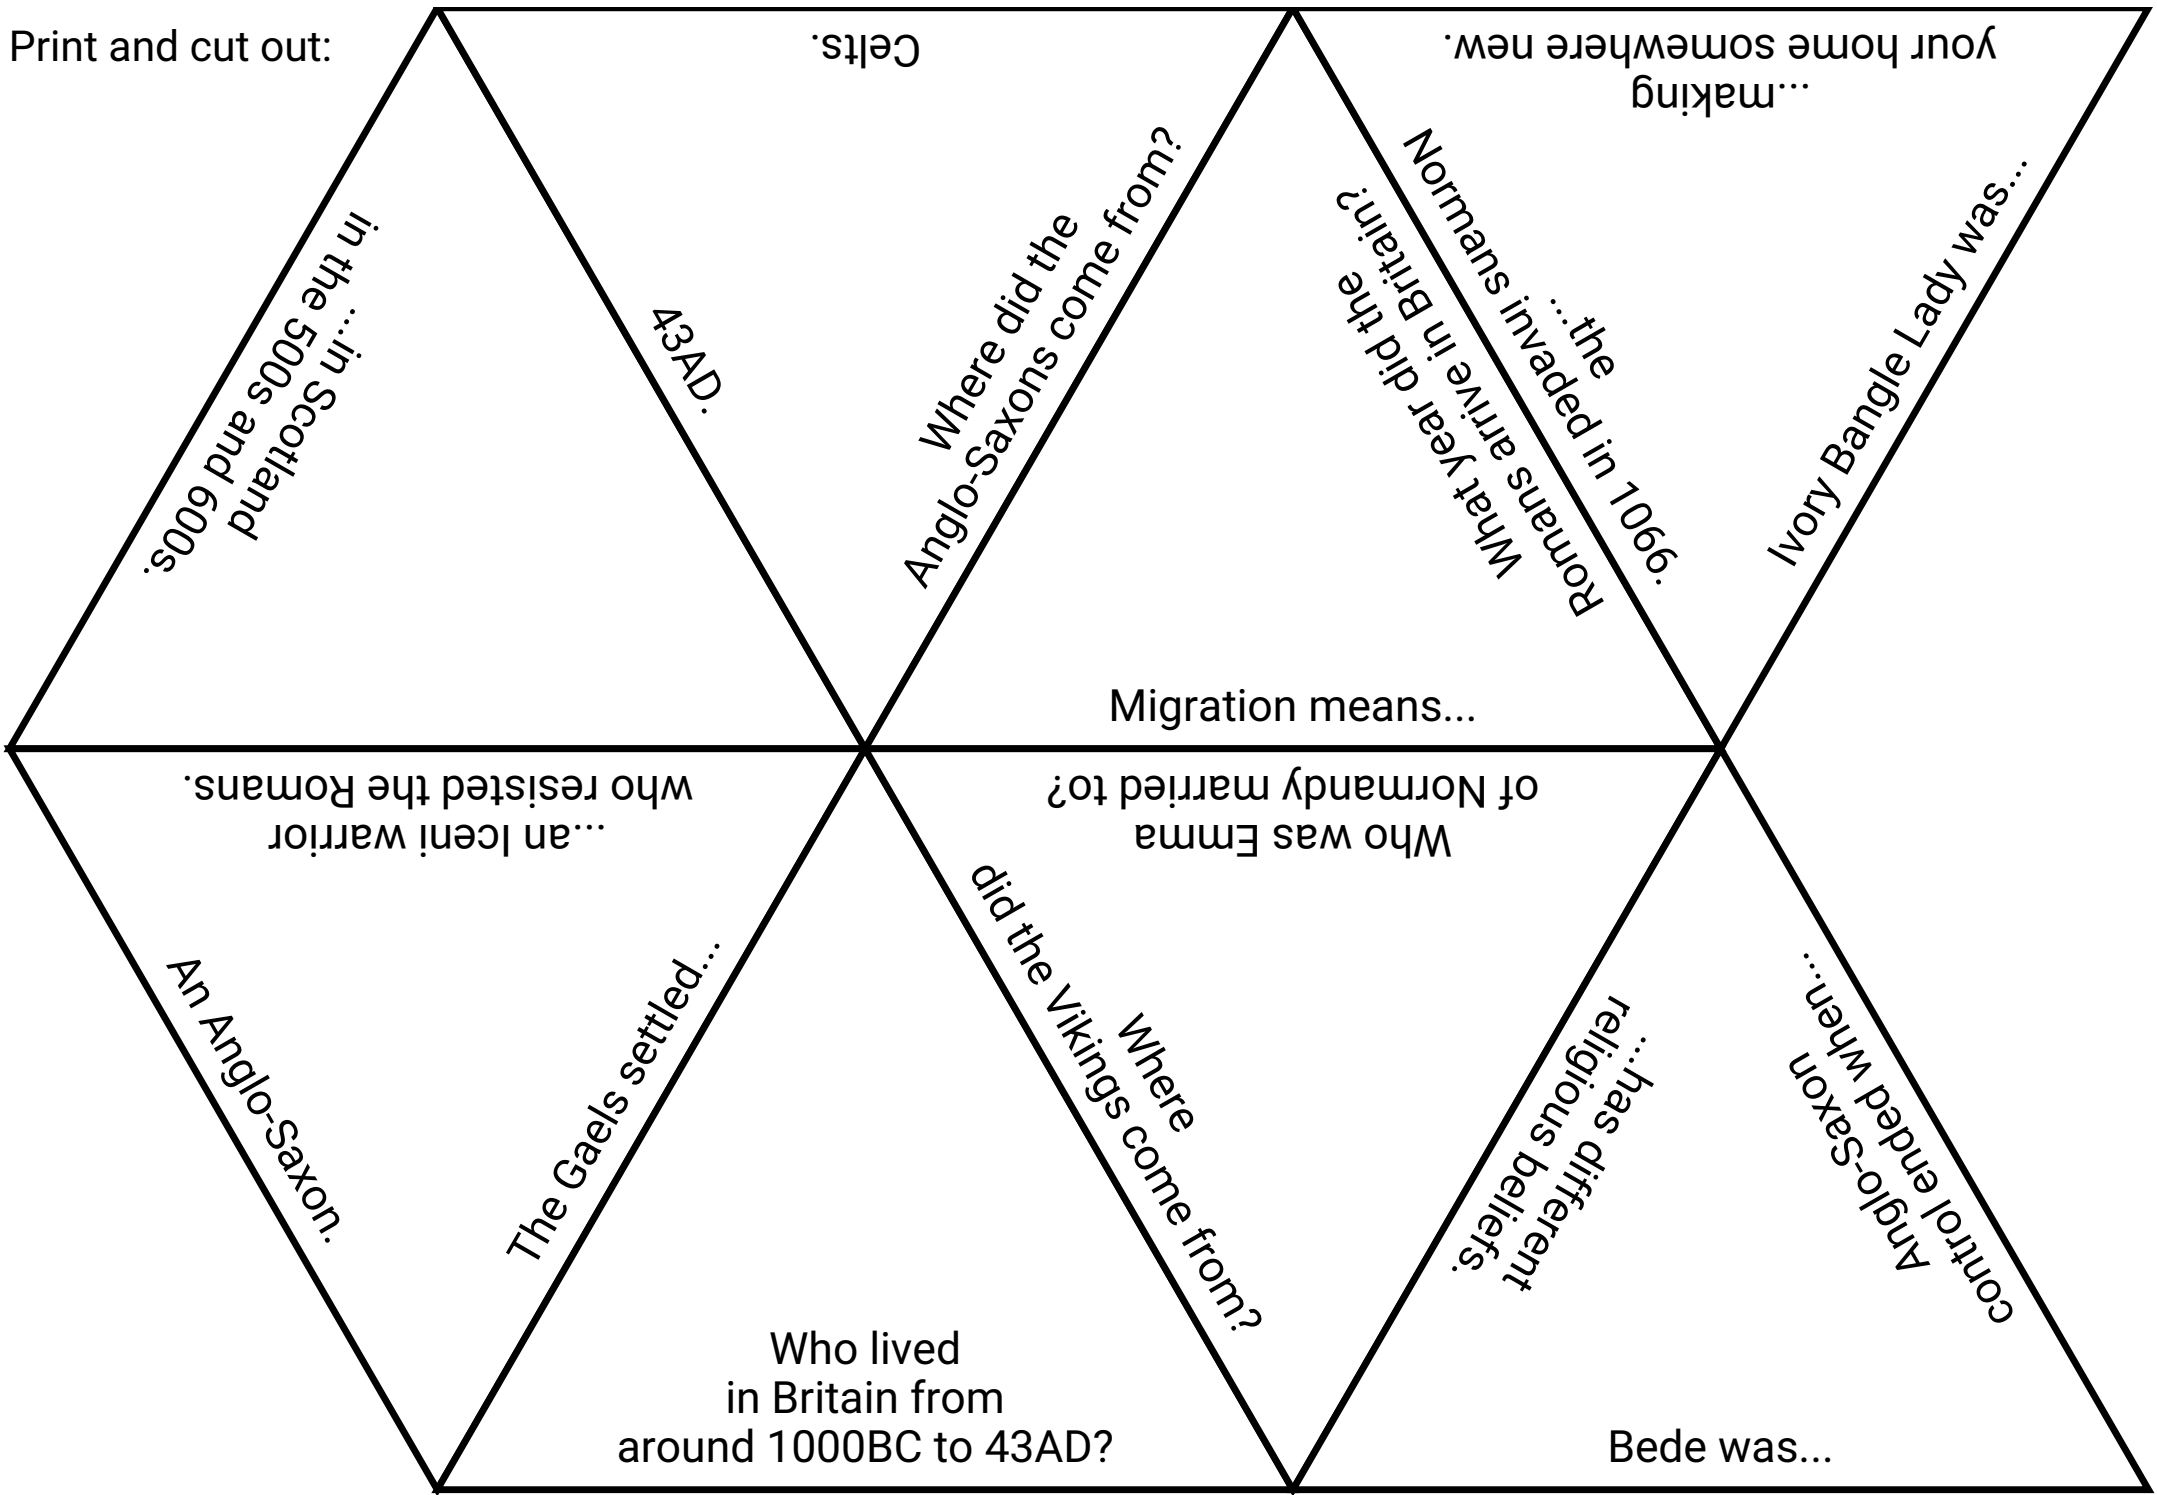 Print and cut out:
...in Scotland
in the 500s and 600s.
Celts.
43AD.
Where did the
Anglo-Saxons come from?
What year did the
Romans arrive in Britain?
Migration means...
...making
your home somewhere new.
...the
Normans invaded in 1066.
Ivory Bangle Lady was...
...an Iceni warrior
who resisted the Romans.
An Anglo-Saxon.
The Gaels settled...
Who lived
in Britain from
around 1000BC to 43AD?
Who was Emma
of Normandy married to?
Where
did the Vikings come from?
...has different
religious beliefs.
Anglo-Saxon
control ended when...
Bede was...